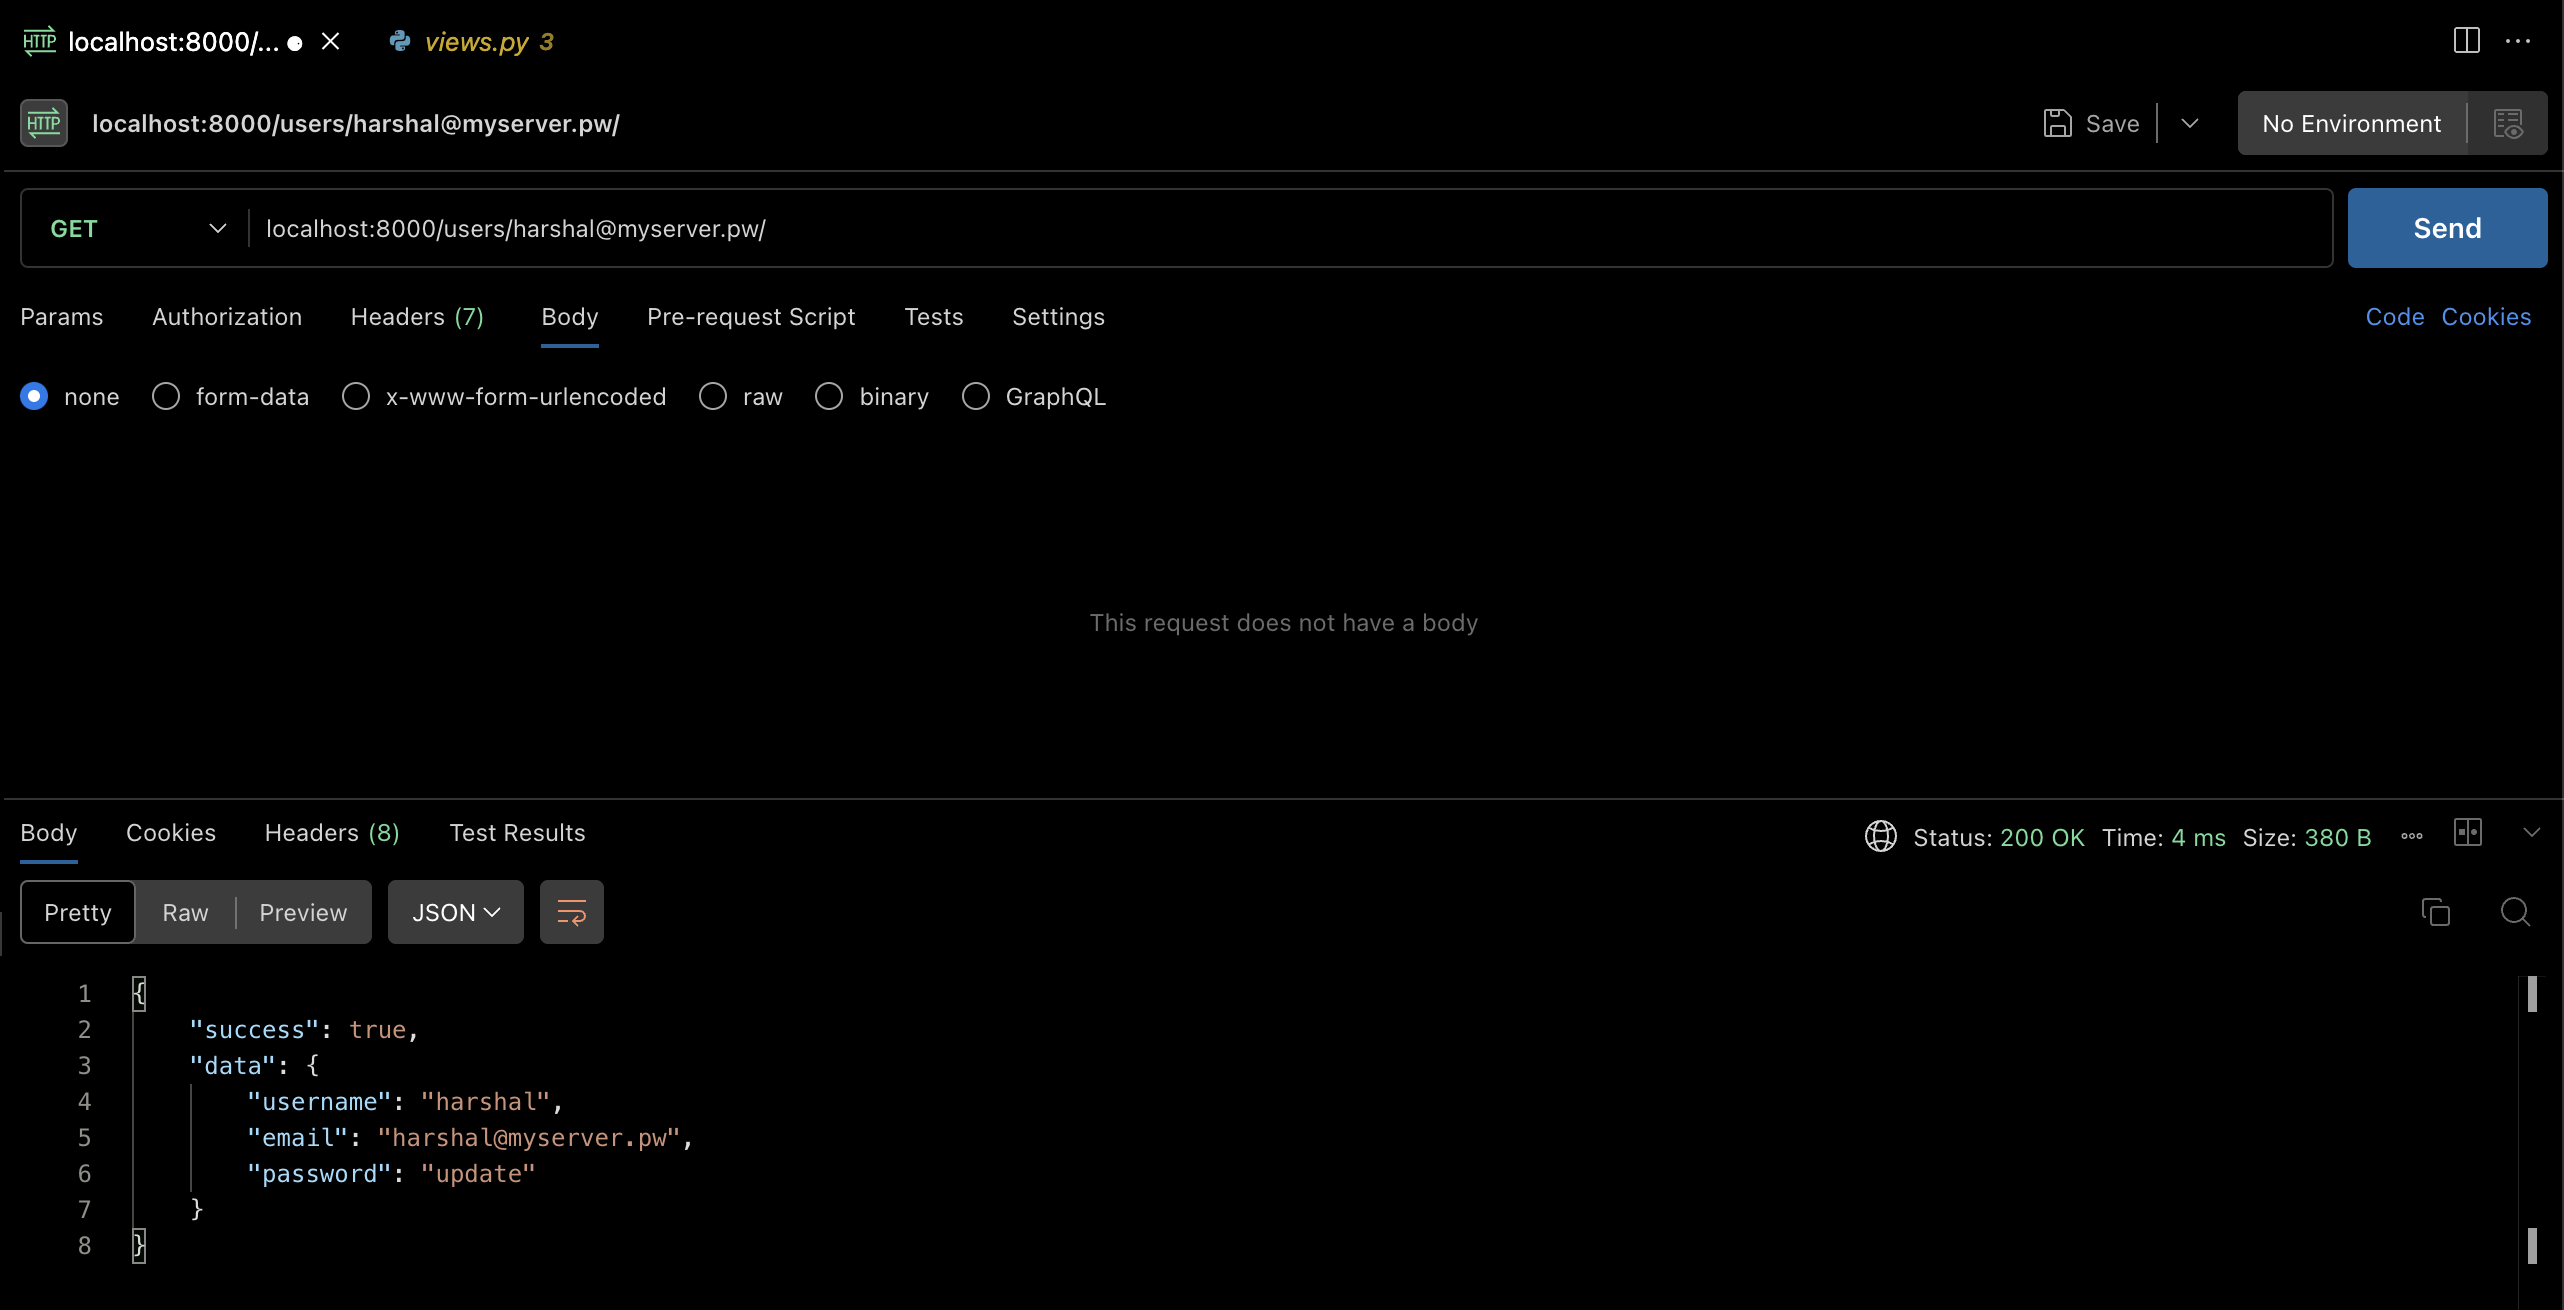 HTTP localhost:8000/... views.py 3
HTTP localhost:8000/users/harshal@myserver.pw/ Save No Environment
GET localhost:8000/users/harshal@myserver.pw/ Send
Params Authorization Headers (7) Body Pre-request Script Tests Settings Code Cookies
none form-data x-www-form-urlencoded raw binary GraphQL
This request does not have a body
Body Cookies Headers (8) Test Results Status: 200 OK Time: 4 ms Size: 380 B
Pretty Raw Preview JSON
1 {
2 "success": true,
3 "data": {
4 "username": "harshal",
5 "email": "harshal@myserver.pw",
6 "password": "update"
7 }
8 }